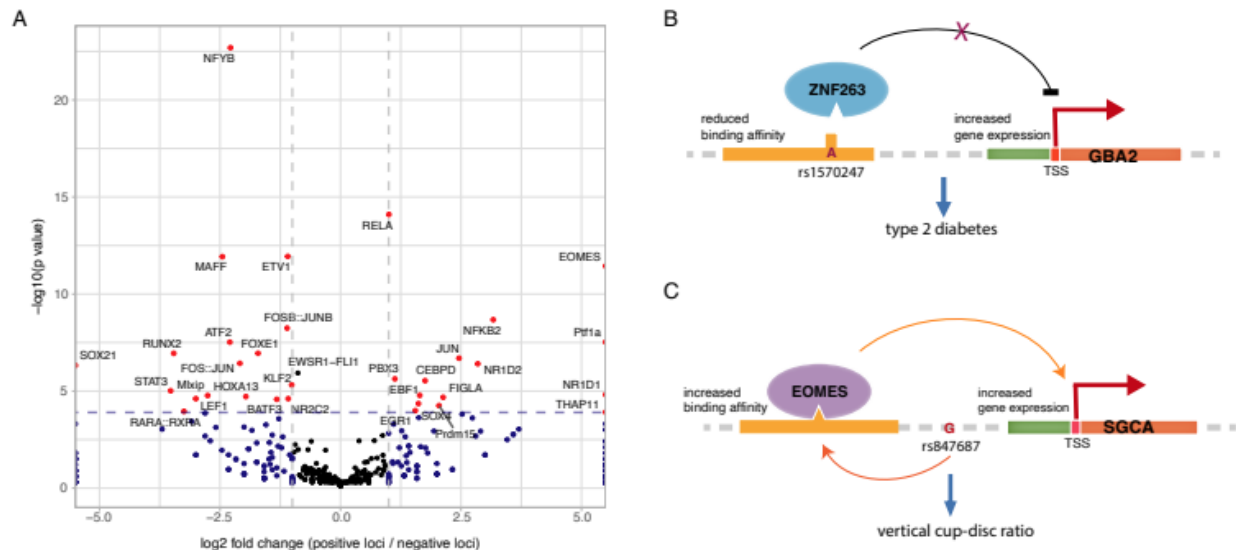 A
NFYB
RELA
MAFF
ETV1
EOMES
FOSB::JUNB
NFKB2
ATF2
Ptf1a
RUNX2
FOXE1
JUN
SOX21
EWSR1-FLI1
NR1D2
FOS::JUN
PBX3
CEBPD
KLF2
STAT3
Mlxip
HOXA13
EBF1
FIGLA
NR1D1
LEF1
BATF3
NR2C2
SOX4
THAP11
RARA::RXRA
EGR1
Prdm15
20
15
10
5
0
−log10(p value)
−5.0
−2.5
0.0
2.5
5.0
log2 fold change (positive loci / negative loci)
B
X
ZNF263
reduced
binding affinity
increased
gene expression
A
GBA2
rs1570247
TSS
type 2 diabetes
C
EOMES
increased
binding affinity
increased
gene expression
G
SGCA
rs847687
TSS
vertical cup-disc ratio